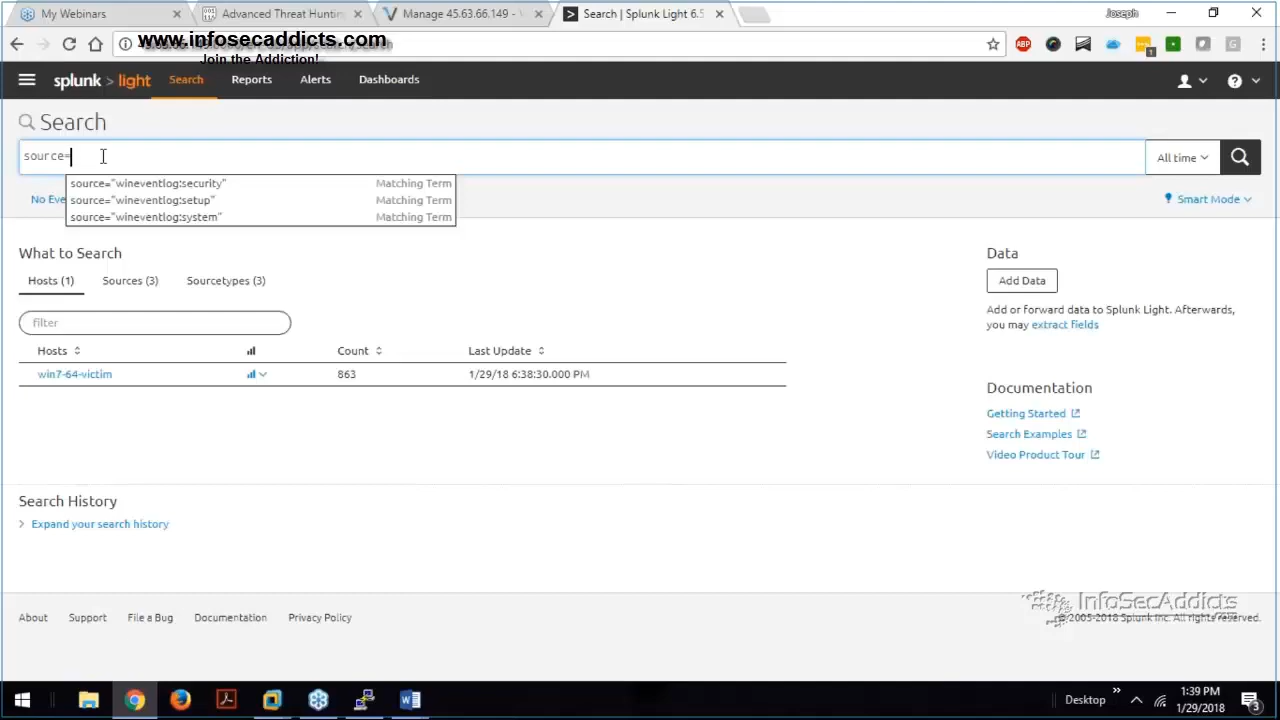 My Webinars
Advanced Threat Huntin
Manage 45.63.66.149 -
Search | Splunk Light 6.5
Joseph
www.infosecaddicts.com
Join the Addiction!
ABP
1
G
splunk > light
Search
Reports
Alerts
Dashboards
Search
source=
All time
source="wineventlog:security" Matching Term
source="wineventlog:setup" Matching Term
source="wineventlog:system" Matching Term
No Eve
Smart Mode
What to Search
Data
Hosts (1)
Sources (3)
Sourcetypes (3)
Add Data
filter
Add or forward data to Splunk Light. Afterwards,
you may extract fields
Hosts
Count
Last Update
win7-64-victim
863
1/29/18 6:38:30.000 PM
Documentation
Getting Started
Search Examples
Video Product Tour
Search History
Expand your search history
InfoSecAddicts
About
Support
File a Bug
Documentation
Privacy Policy
©2005-2018 Splunk Inc. All rights reserved.
Desktop
1:39 PM
1/29/2018
3